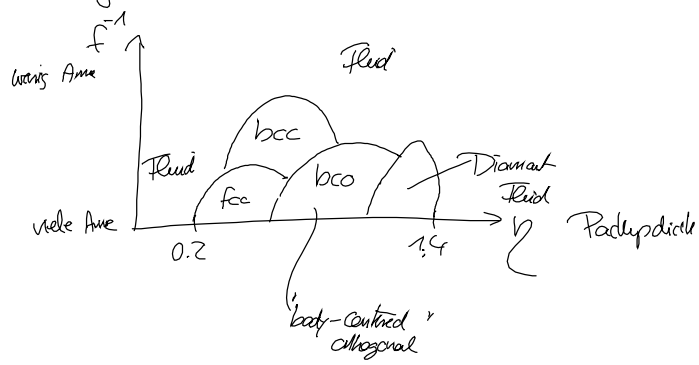 f⁻¹
wenig Arme
Fluid
bcc
Fluid
fcc
bco
Diamant
Fluid
viele Arme
0.2
1.4
η
Packungsdichte
"body-centered
orthogonal"